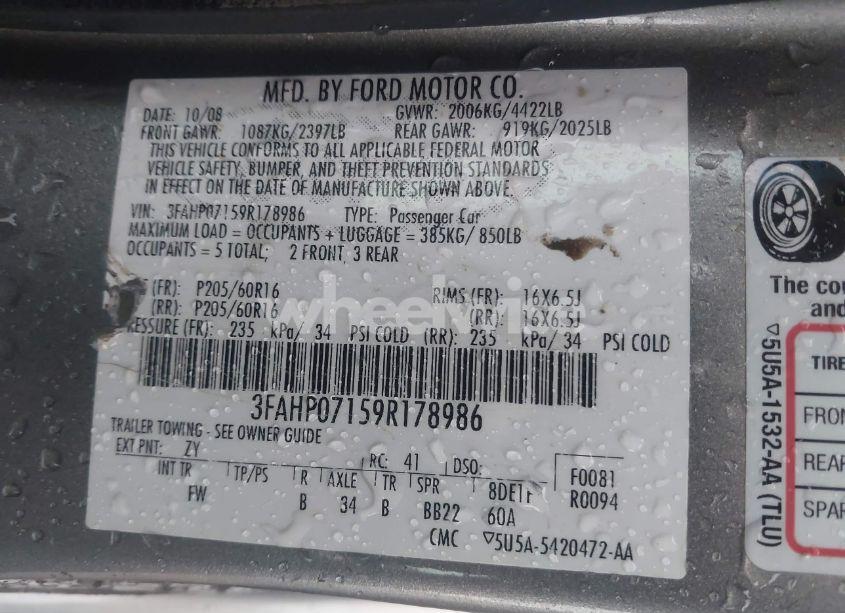 MFD. BY FORD MOTOR CO.
DATE: 10/08 GVWR: 2006KG/4422LB
FRONT GAWR: 1087KG/2397LB REAR GAWR: 919KG/2025LB
THIS VEHICLE CONFORMS TO ALL APPLICABLE FEDERAL MOTOR
VEHICLE SAFETY, BUMPER, AND THEFT PREVENTION STANDARDS
IN EFFECT ON THE DATE OF MANUFACTURE SHOWN ABOVE.
VIN: 3FAHP07159R178986 TYPE: Passenger Car
MAXIMUM LOAD = OCCUPANTS + LUGGAGE = 385KG/ 850LB
OCCUPANTS = 5 TOTAL; 2 FRONT, 3 REAR
(FR): P205/60R16 RIMS (FR): 16X6.5J
(RR): P205/60R16 (RR): 16X6.5J
ESSURE (FR): 235 kPa/ 34 PSI COLD (RR): 235 kPa/ 34 PSI COLD
3FAHP07159R178986
TRAILER TOWING - SEE OWNER GUIDE
EXT PNT: ZY RC: 41 DSO: F0081
INT TR TP/PS R AXLE TR SPR 8DE1F R0094
FW B 34 B BB22 60A
CMC ▽5U5A-5420472-AA
The co
and
▽5U5A-1532-AA (TLU)
TIRE
FRON
REAR
SPAR